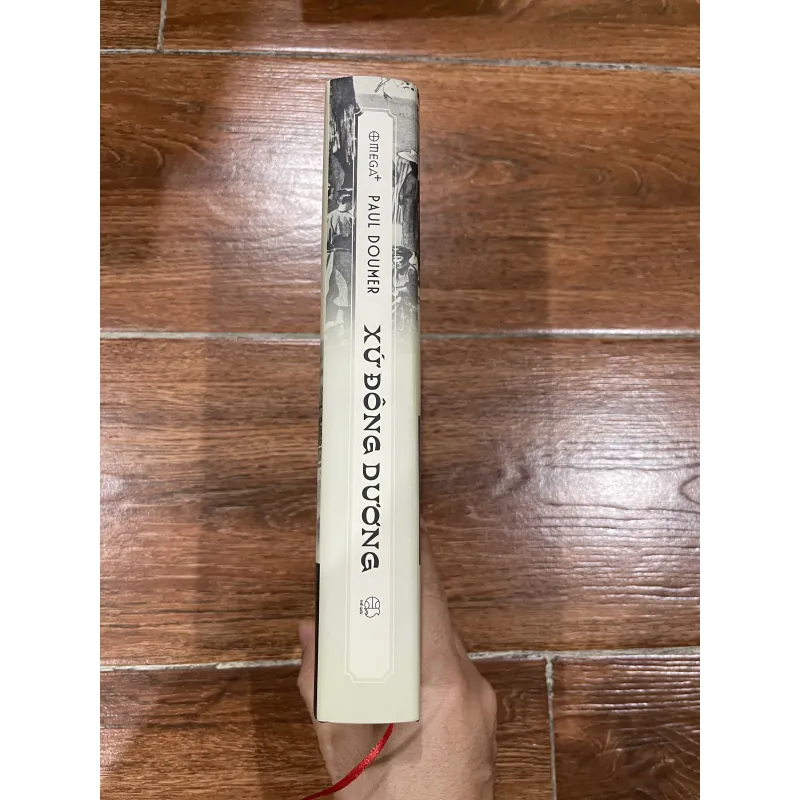 OMEGA+
PAUL DOUMER
XỨ ĐÔNG DƯƠNG